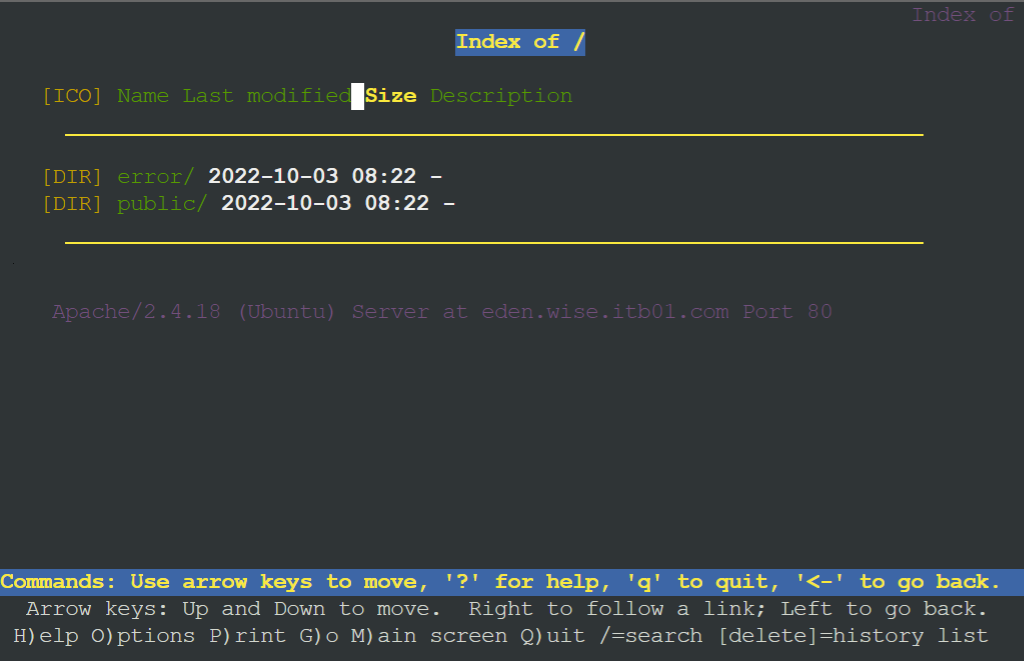 Index of
Index of /
[ICO] Name Last modified Size Description
[DIR] error/ 2022-10-03 08:22 -
[DIR] public/ 2022-10-03 08:22 -
Apache/2.4.18 (Ubuntu) Server at eden.wise.itb01.com Port 80
Commands: Use arrow keys to move, '?' for help, 'q' to quit, '<-' to go back.
Arrow keys: Up and Down to move.  Right to follow a link; Left to go back.
H)elp O)ptions P)rint G)o M)ain screen Q)uit /=search [delete]=history list